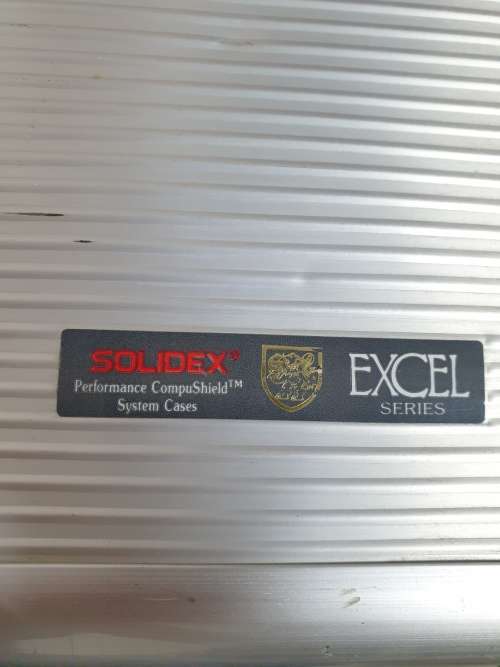 SOLIDEX®
Performance CompuShield™
System Cases
EXCEL
SERIES